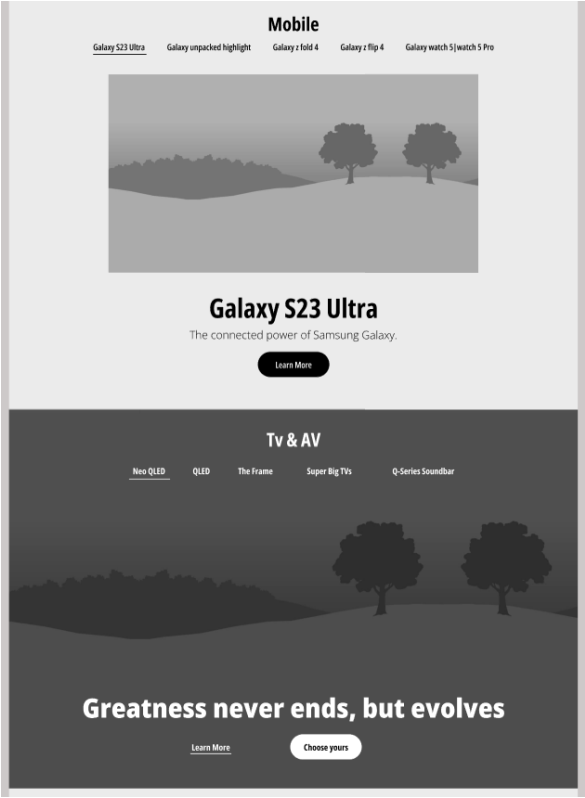 Mobile
Galaxy S23 Ultra Galaxy unpacked highlight Galaxy z fold 4 Galaxy z flip 4 Galaxy watch 5|watch 5 Pro
Galaxy S23 Ultra
The connected power of Samsung Galaxy.
Learn More
Tv & AV
Neo QLED QLED The Frame Super Big TVs Q-Series Soundbar
Greatness never ends, but evolves
Learn More Choose yours